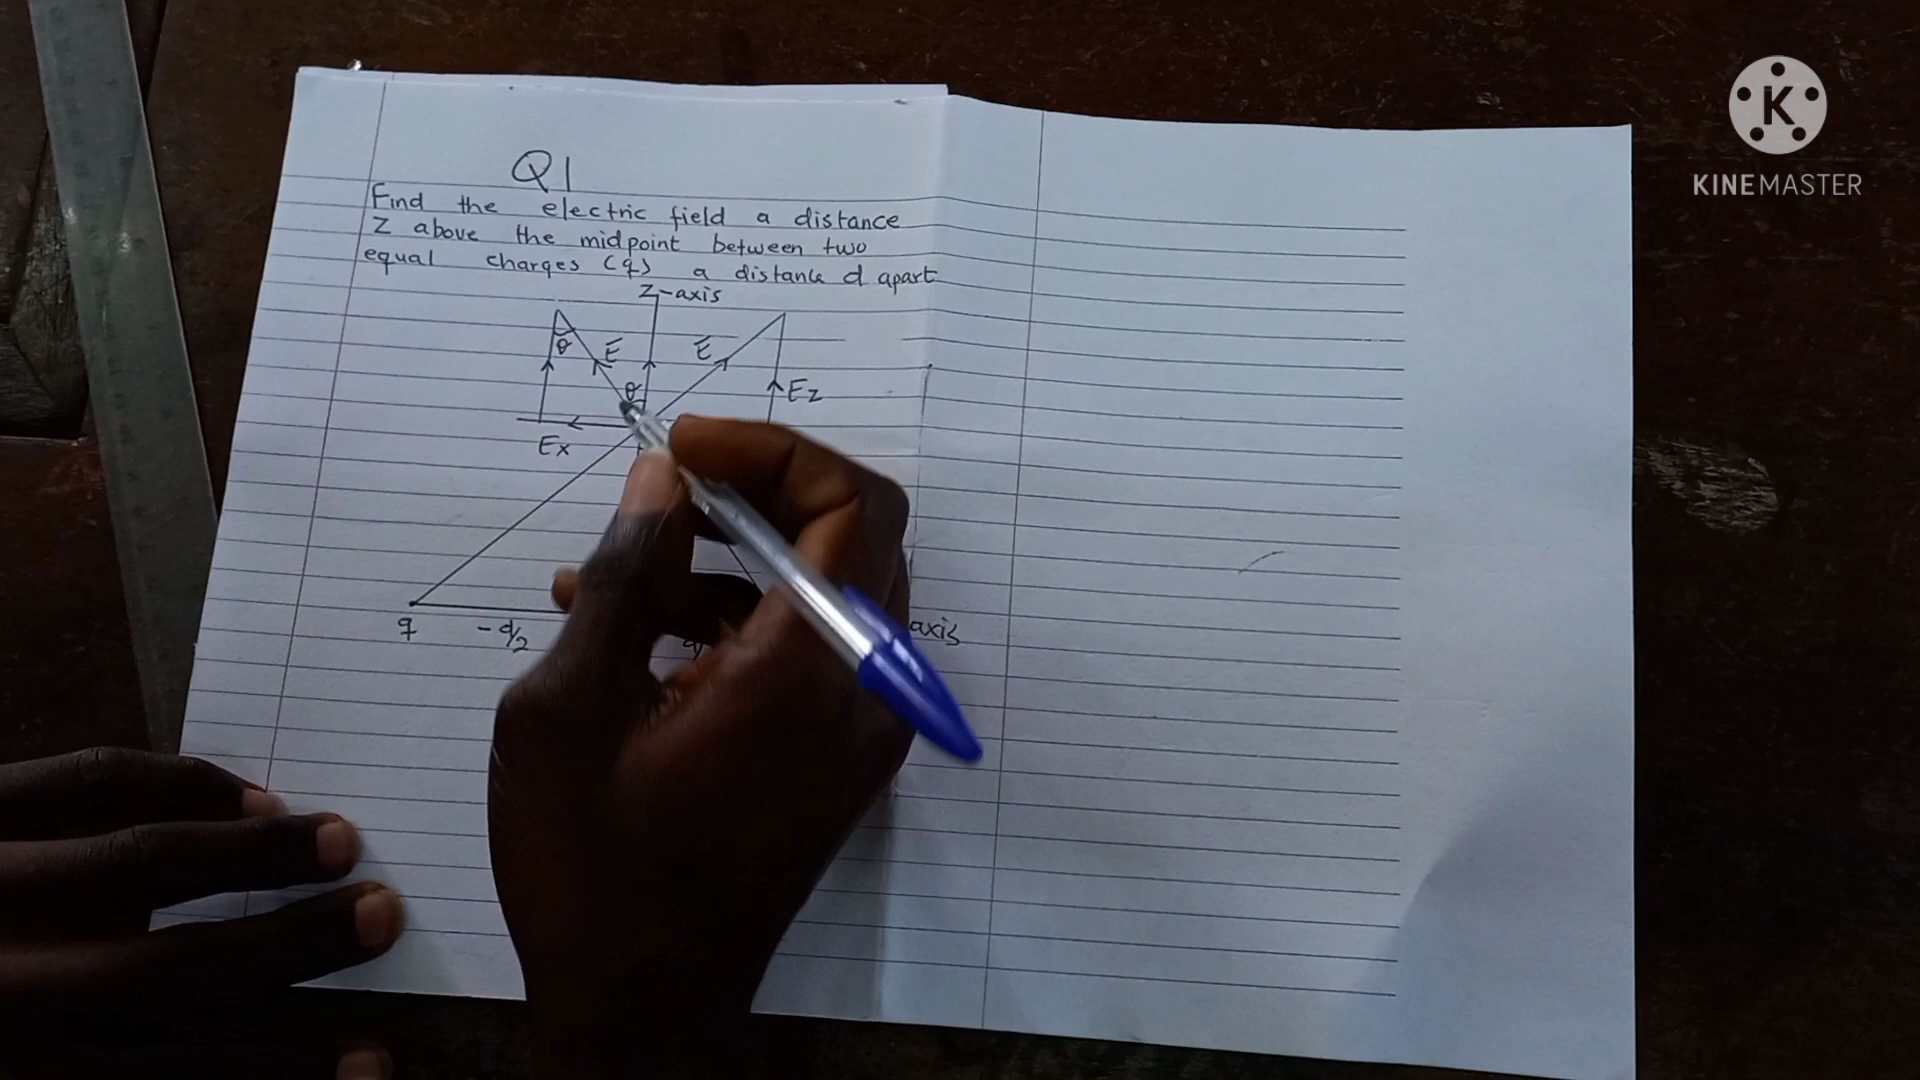 Q1
Find the electric field a distance
Z above the midpoint between two
equal charges (q) a distance d apart
Z-axis
θ E E
θ Ez
Ex
q -d/2 axis
K
KINEMASTER